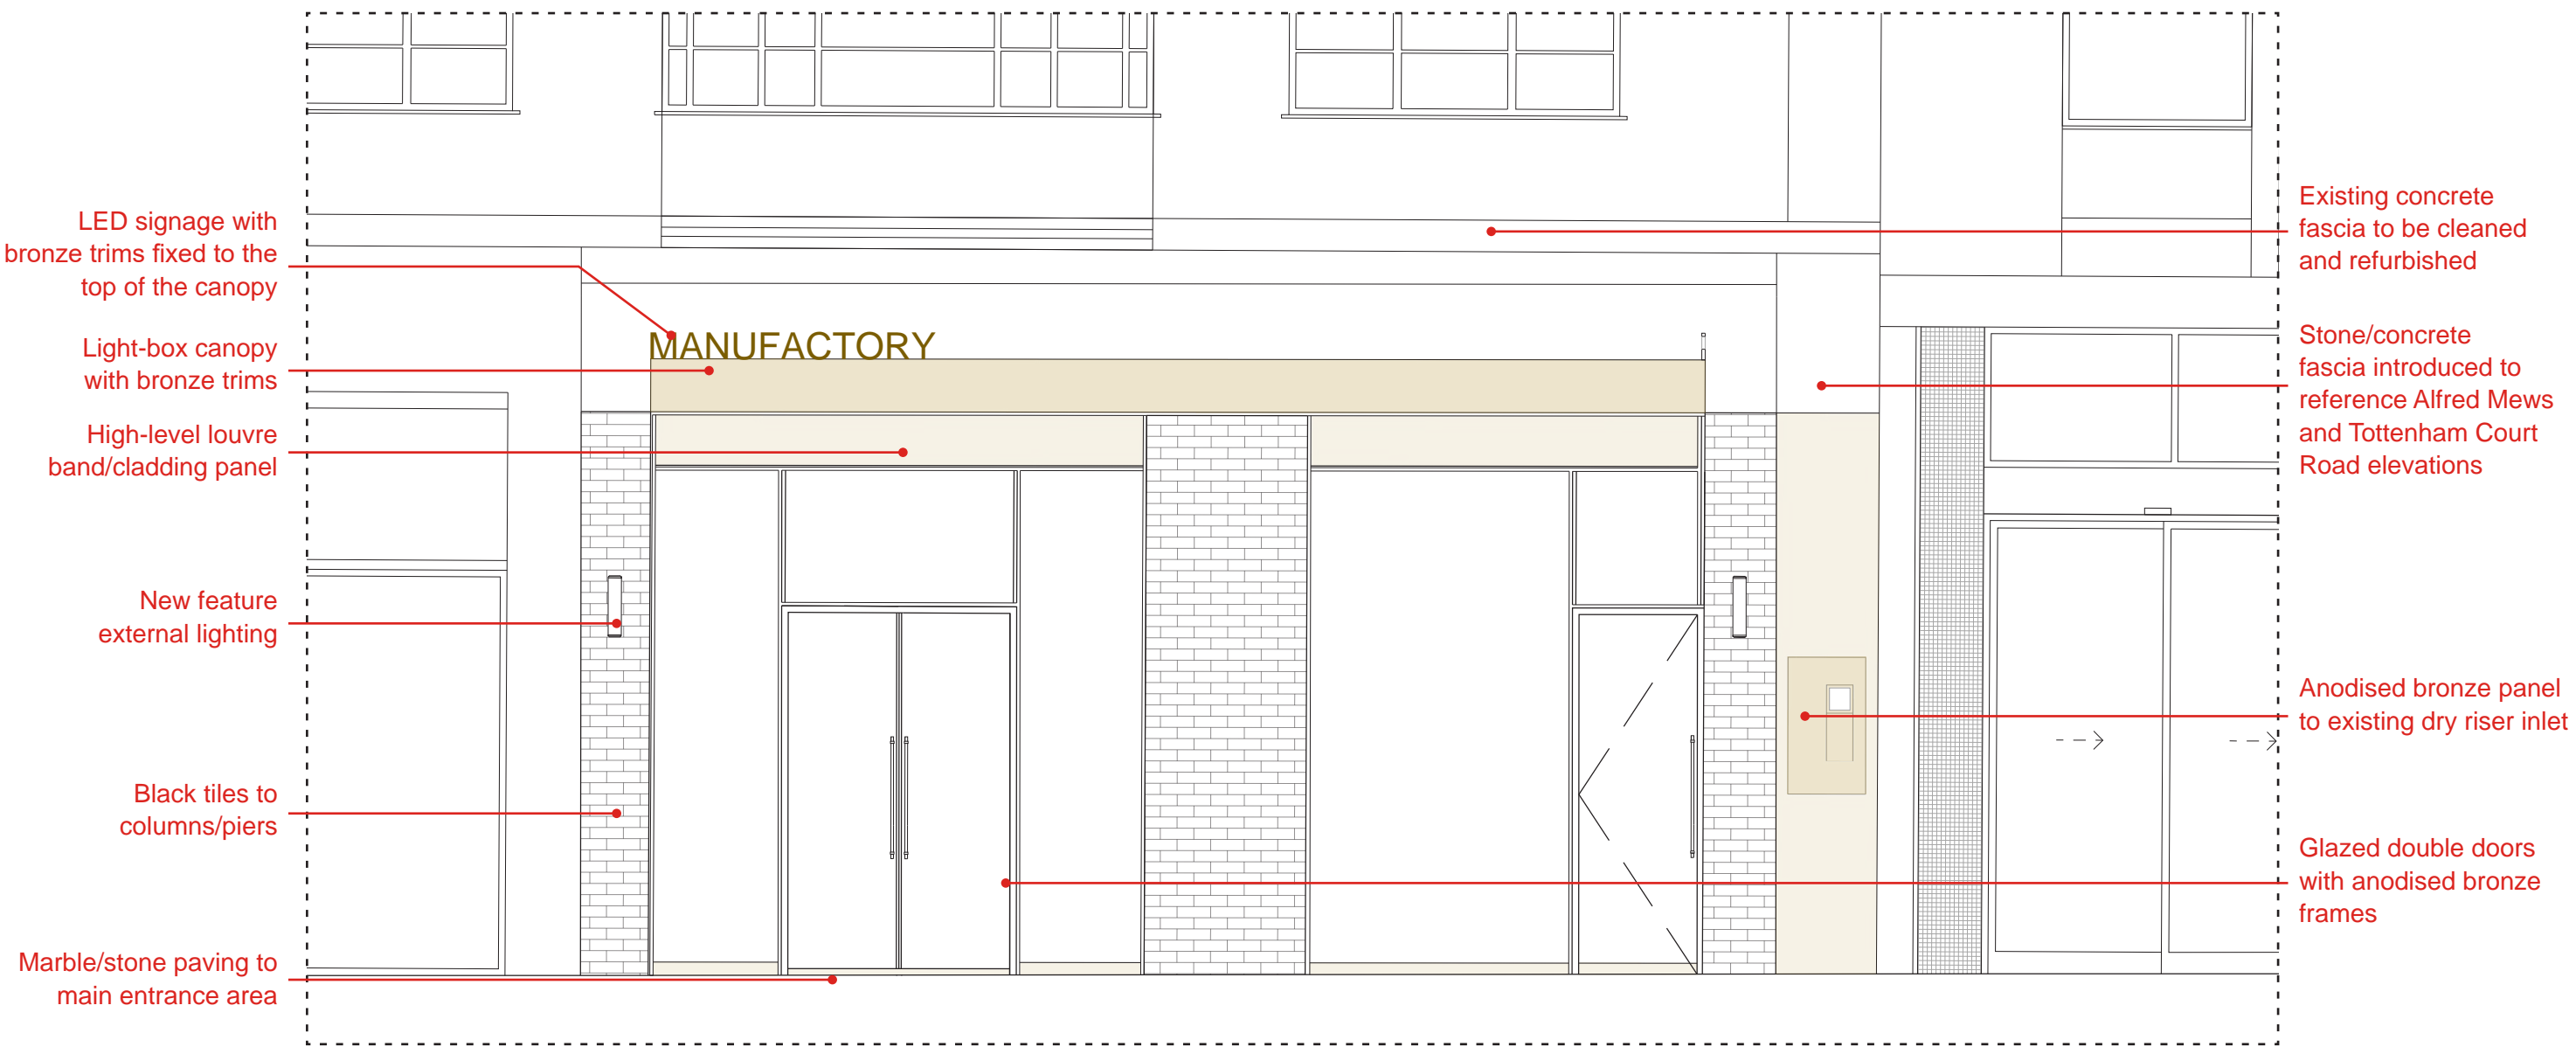 LED signage with
bronze trims fixed to the
top of the canopy
Light-box canopy
with bronze trims
High-level louvre
band/cladding panel
New feature
external lighting
Black tiles to
columns/piers
Marble/stone paving to
main entrance area
MANUFACTORY
Existing concrete
fascia to be cleaned
and refurbished
Stone/concrete
fascia introduced to
reference Alfred Mews
and Tottenham Court
Road elevations
Anodised bronze panel
to existing dry riser inlet
Glazed double doors
with anodised bronze
frames